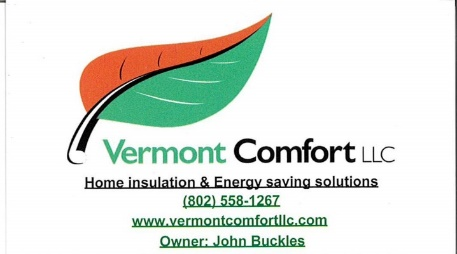 Vermont Comfort LLC
Home insulation & Energy saving solutions
(802) 558-1267
www.vermontcomfortllc.com
Owner: John Buckles